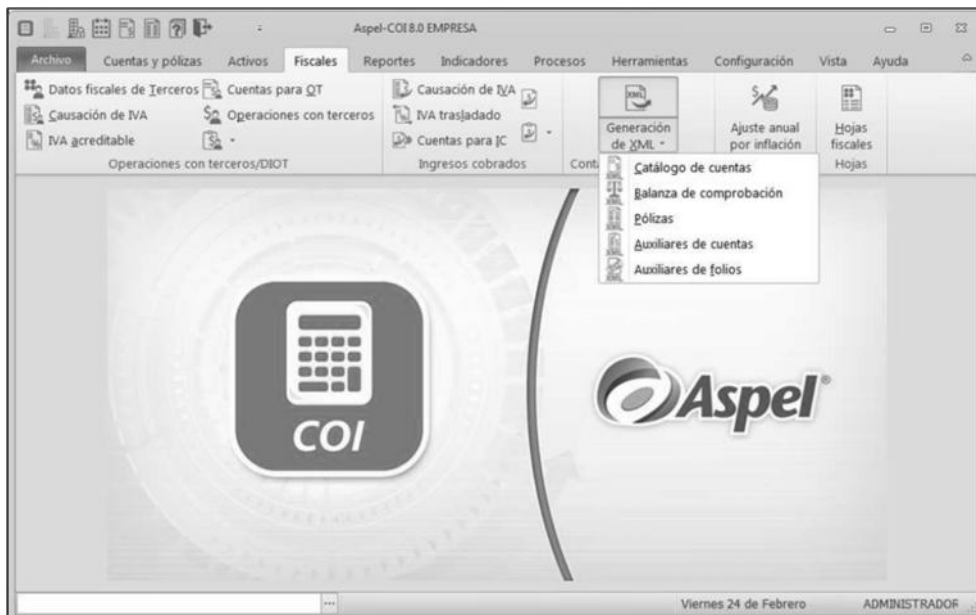 Aspel-COI 8.0 EMPRESA
Archivo Cuentas y pólizas Activos Fiscales Reportes Indicadores Procesos Herramientas Configuración Vista Ayuda
Datos fiscales de Terceros Cuentas para OT Causación de IVA XML
Causación de IVA Operaciones con terceros IVA trasladado Generación Ajuste anual Hojas
IVA acreditable Cuentas para IC de XML por inflación fiscales
Operaciones con terceros/DIOT Ingresos cobrados Cont Hojas
Catálogo de cuentas
Balanza de comprobación
Pólizas
Auxiliares de cuentas
Auxiliares de folios
COI
Aspel®
Viernes 24 de Febrero ADMINISTRADOR